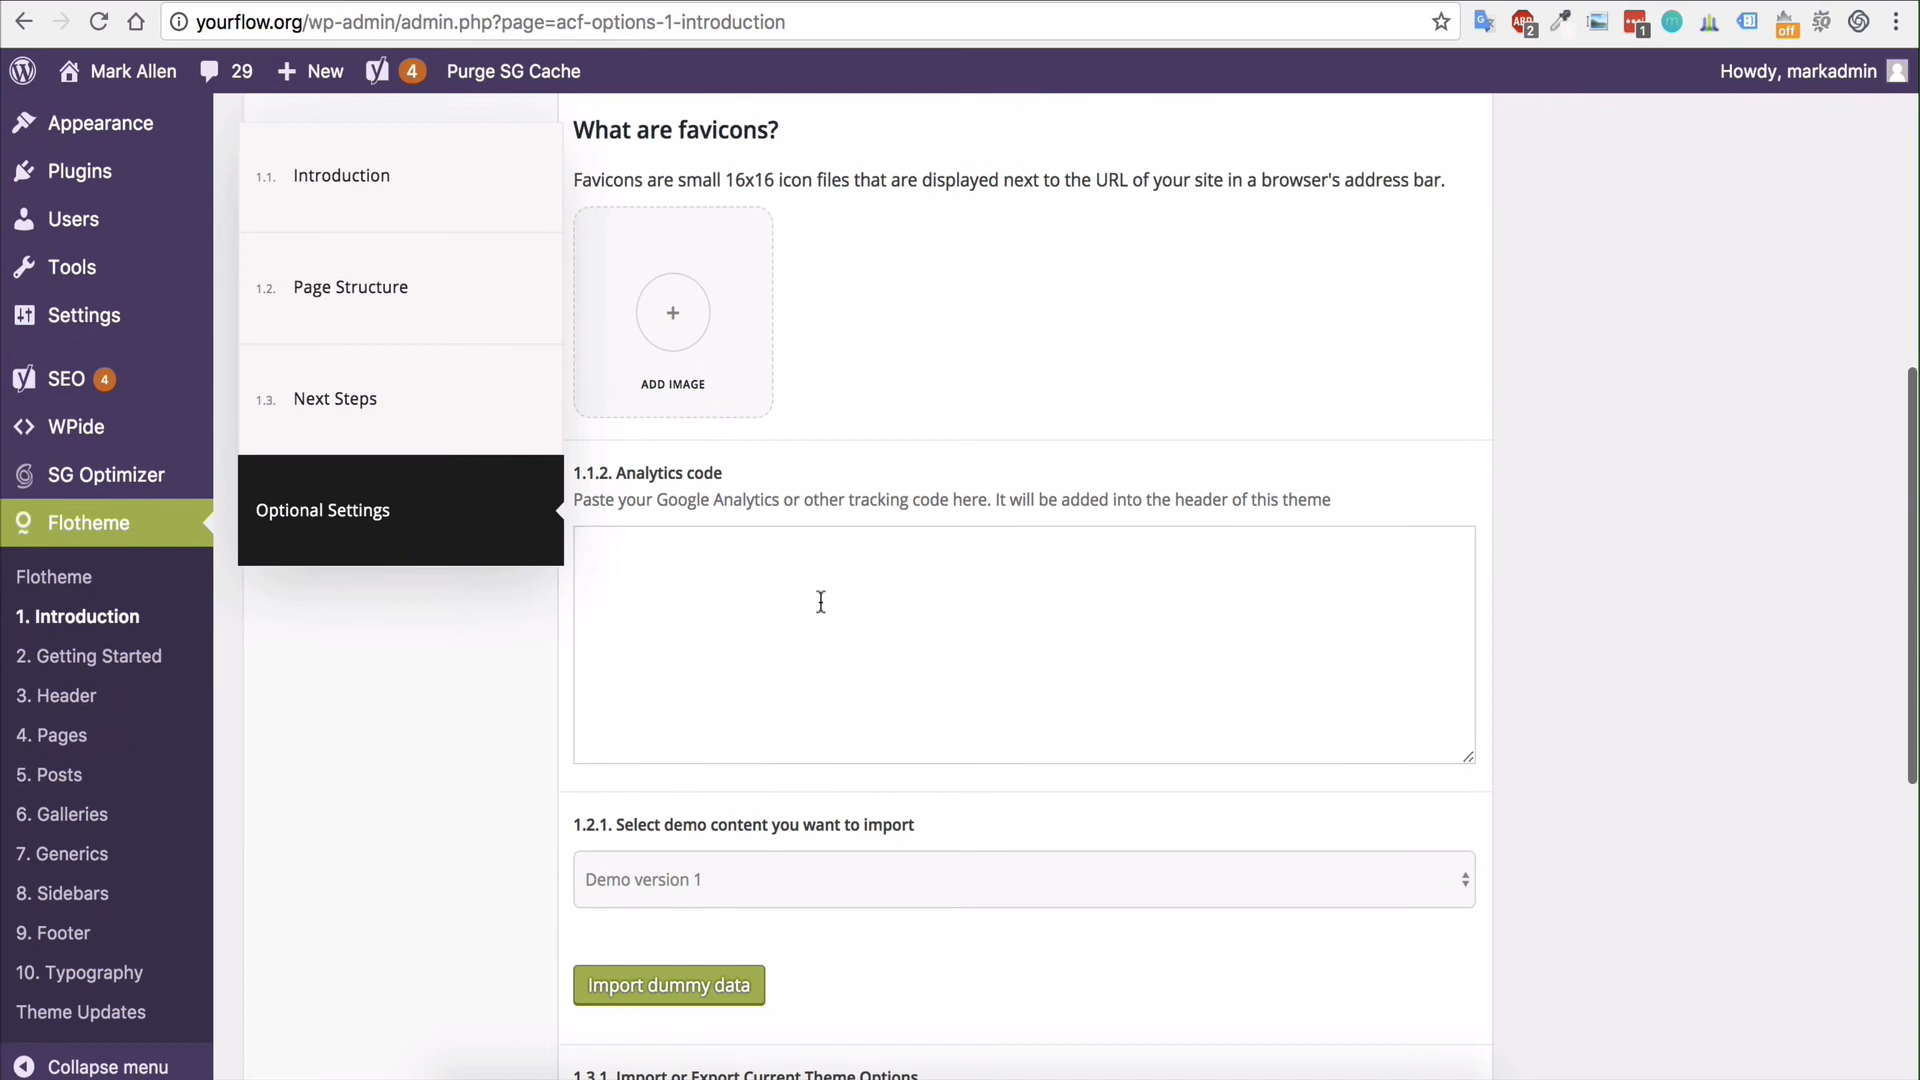 yourflow.org/wp-admin/admin.php?page=acf-options-1-introduction
ABP 2
1
off
Mark Allen
29
New
4
Purge SG Cache
Howdy, markadmin
Appearance
Plugins
Users
Tools
Settings
SEO 4
WPide
SG Optimizer
Flotheme
Flotheme
1. Introduction
2. Getting Started
3. Header
4. Pages
5. Posts
6. Galleries
7. Generics
8. Sidebars
9. Footer
10. Typography
Theme Updates
Collapse menu
1.1. Introduction
1.2. Page Structure
1.3. Next Steps
Optional Settings
What are favicons?
Favicons are small 16x16 icon files that are displayed next to the URL of your site in a browser's address bar.
+
ADD IMAGE
1.1.2. Analytics code
Paste your Google Analytics or other tracking code here. It will be added into the header of this theme
1.2.1. Select demo content you want to import
Demo version 1
Import dummy data
1.3.1. Import or Export Current Theme Options